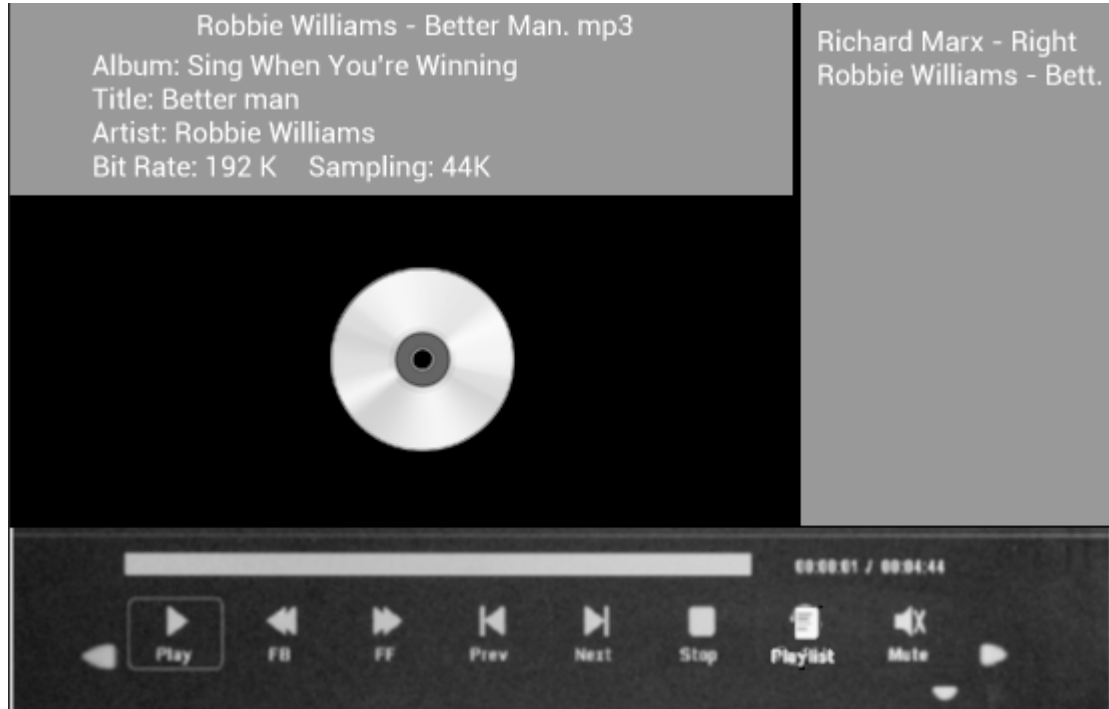 Robbie Williams - Better Man. mp3
Album: Sing When You're Winning
Title: Better man
Artist: Robbie Williams
Bit Rate: 192 K Sampling: 44K
Richard Marx - Right
Robbie Williams - Bett.
00:00:01 / 00:04:44
Play FB FF Prev Next Stop Playlist Mute